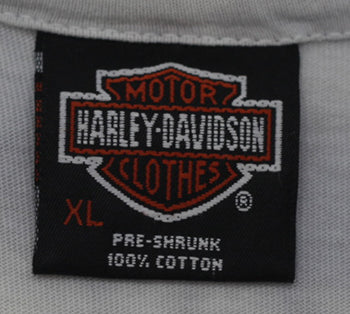 MOTOR
HARLEY-DAVIDSON
CLOTHES
®
XL
PRE-SHRUNK
100% COTTON